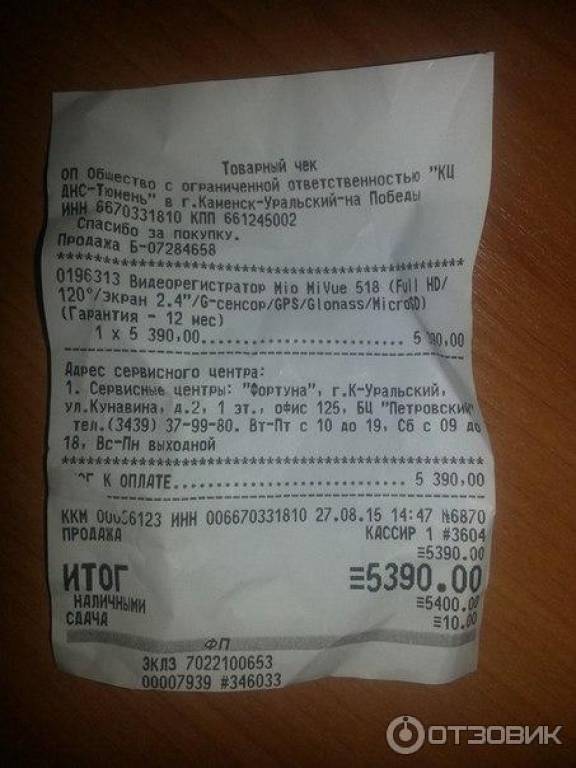 Товарный чек
ОП Общество с ограниченной ответственностью "КЦ
ДНС-Тюмень" в г.Каменск-Уральский-на Победы
ИНН 6670331810 КПП 661245002
Спасибо за покупку.
Продажа Б-07284658
************************************************
0196313 Видеорегистратор Mio MiVue 518 (Full HD/
120°/экран 2.4"/G-сенсор/GPS/Glonass/MicroSD)
(Гарантия - 12 мес)
1 x 5 390,00......................... 5 390,00
Адрес сервисного центра:
1. Сервисные центры: "Фортуна", г.К-Уральский,
ул.Кунавина, д.2, 1 эт., офис 125, БЦ "Петровский"
тел.(3439) 37-99-80. Вт-Пт с 10 до 19, Сб с 09 до
18, Вс-Пн выходной
************************************************
К ОПЛАТЕ.......................... 5 390,00
ККМ ИНН 006670331810 27.08.15 14:47 №6870
ПРОДАЖА КАССИР 1 #3604
≡5390.00
ИТОГ ≡5390.00
НАЛИЧНЫМИ ≡5400.00
СДАЧА ≡10.00
ФП
ЭКЛЗ 7022100653
00007939 #346033
ОТЗОВИК